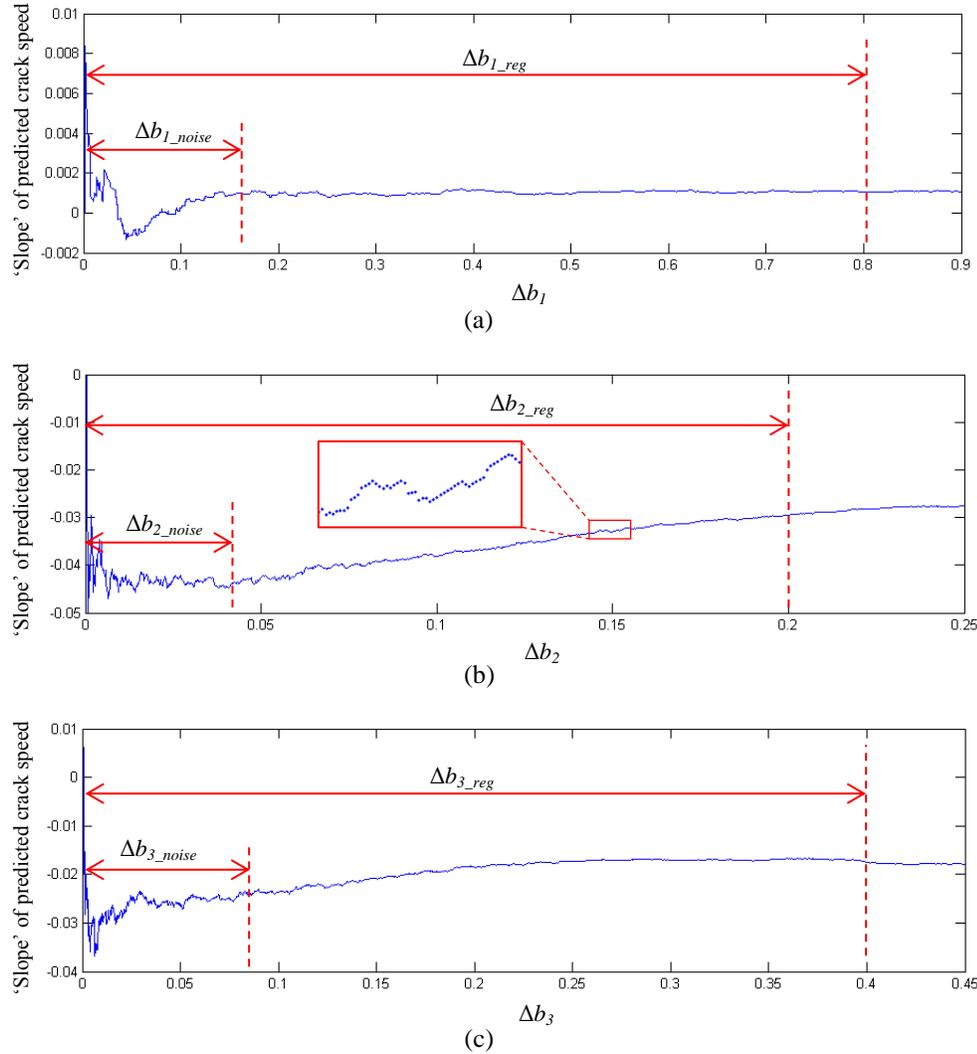 ‘Slope’ of predicted crack speed
0.01
0.008
0.006
0.004
0.002
0
-0.002
Δb1_reg
Δb1_noise
0 0.1 0.2 0.3 0.4 0.5 0.6 0.7 0.8 0.9
Δb1
(a)
‘Slope’ of predicted crack speed
0
-0.01
-0.02
-0.03
-0.04
-0.05
Δb2_reg
Δb2_noise
0 0.05 0.1 0.15 0.2 0.25
Δb2
(b)
‘Slope’ of predicted crack speed
0.01
0
-0.01
-0.02
-0.03
-0.04
Δb3_reg
Δb3_noise
0 0.05 0.1 0.15 0.2 0.25 0.3 0.35 0.4 0.45
Δb3
(c)